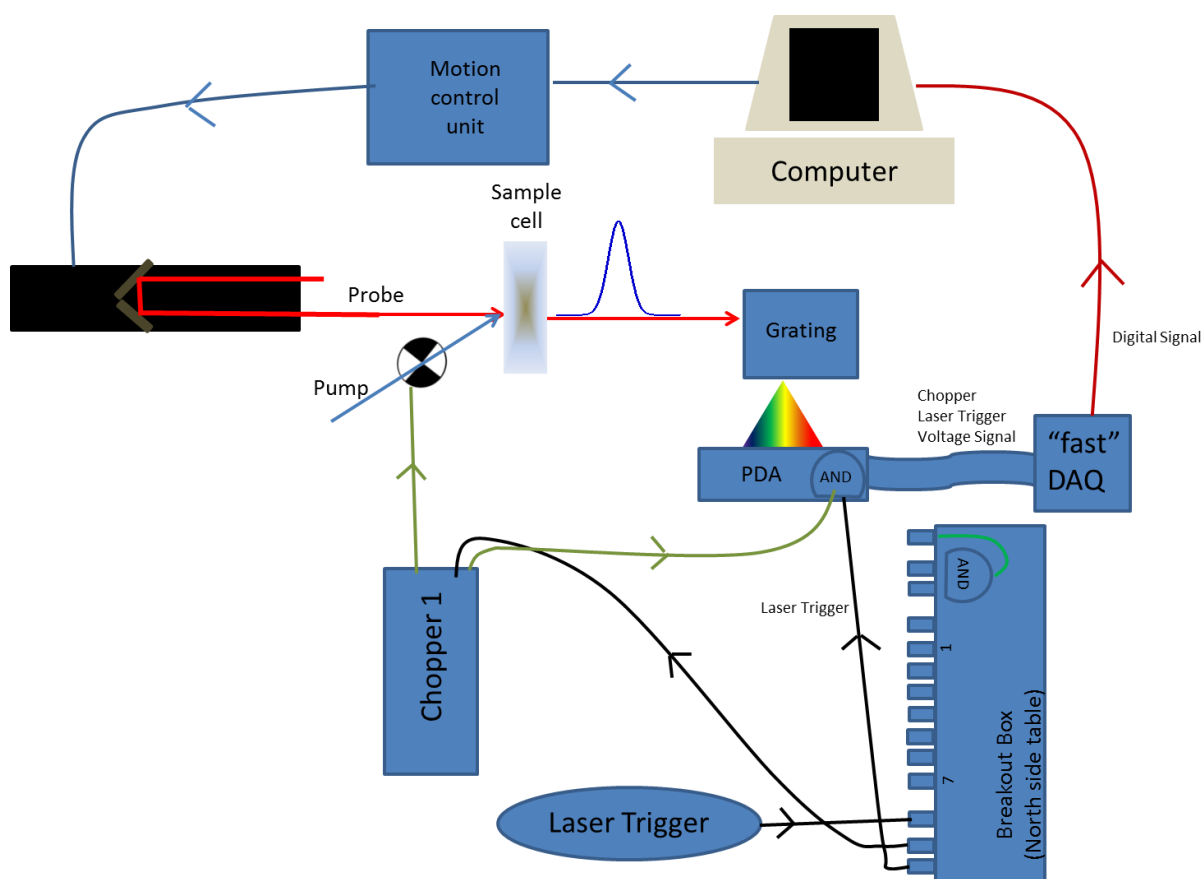 Motion
control
unit
Computer
Sample
cell
Probe
Pump
Grating
Digital Signal
Chopper
Laser Trigger
Voltage Signal
PDA
AND
"fast"
DAQ
AND
Chopper 1
Laser Trigger
1
7
Breakout Box
(North side table)
Laser Trigger